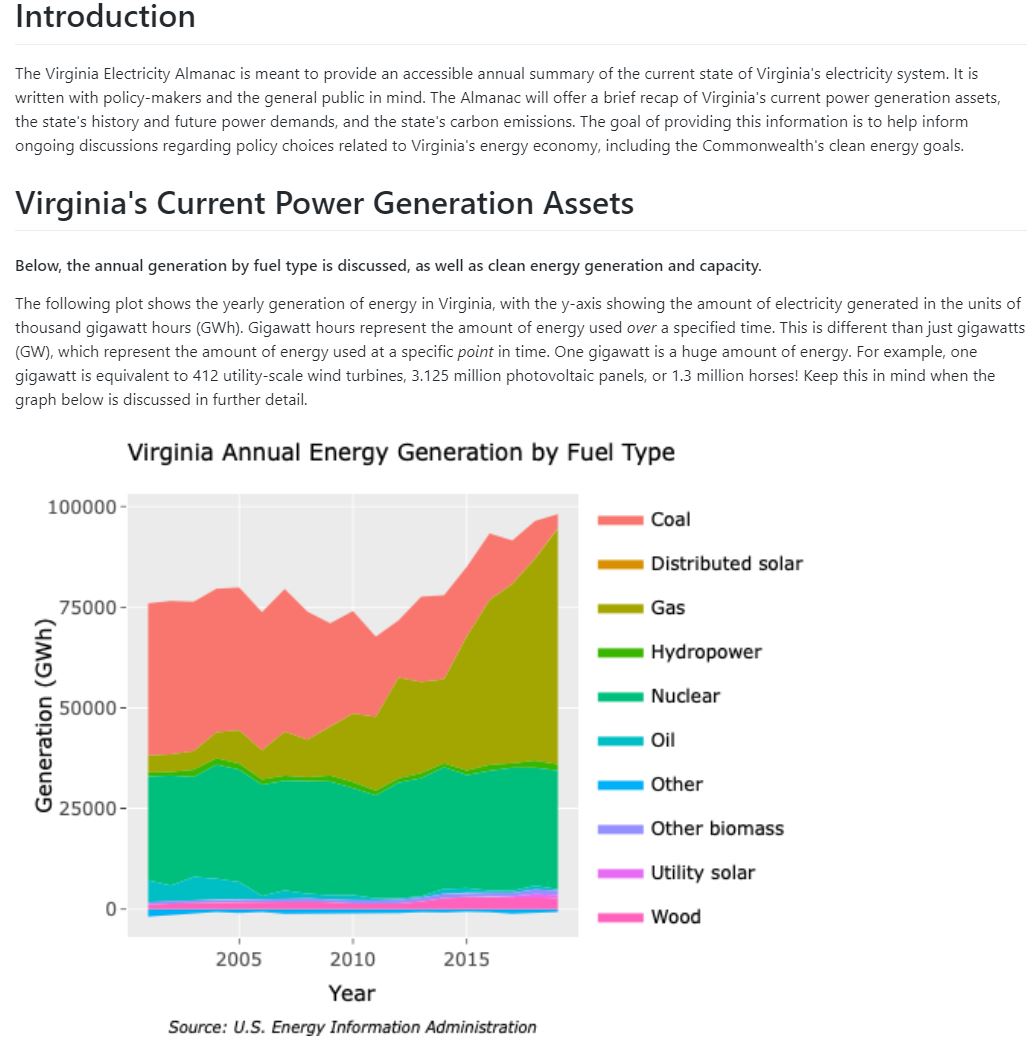 Introduction
The Virginia Electricity Almanac is meant to provide an accessible annual summary of the current state of Virginia's electricity system. It is
written with policy-makers and the general public in mind. The Almanac will offer a brief recap of Virginia's current power generation assets,
the state's history and future power demands, and the state's carbon emissions. The goal of providing this information is to help inform
ongoing discussions regarding policy choices related to Virginia's energy economy, including the Commonwealth's clean energy goals.
Virginia's Current Power Generation Assets
Below, the annual generation by fuel type is discussed, as well as clean energy generation and capacity.
The following plot shows the yearly generation of energy in Virginia, with the y-axis showing the amount of electricity generated in the units of
thousand gigawatt hours (GWh). Gigawatt hours represent the amount of energy used over a specified time. This is different than just gigawatts
(GW), which represent the amount of energy used at a specific point in time. One gigawatt is a huge amount of energy. For example, one
gigawatt is equivalent to 412 utility-scale wind turbines, 3.125 million photovoltaic panels, or 1.3 million horses! Keep this in mind when the
graph below is discussed in further detail.
Virginia Annual Energy Generation by Fuel Type
100000
75000
50000
25000
0
Generation (GWh)
2005 2010 2015
Year
Coal
Distributed solar
Gas
Hydropower
Nuclear
Oil
Other
Other biomass
Utility solar
Wood
Source: U.S. Energy Information Administration